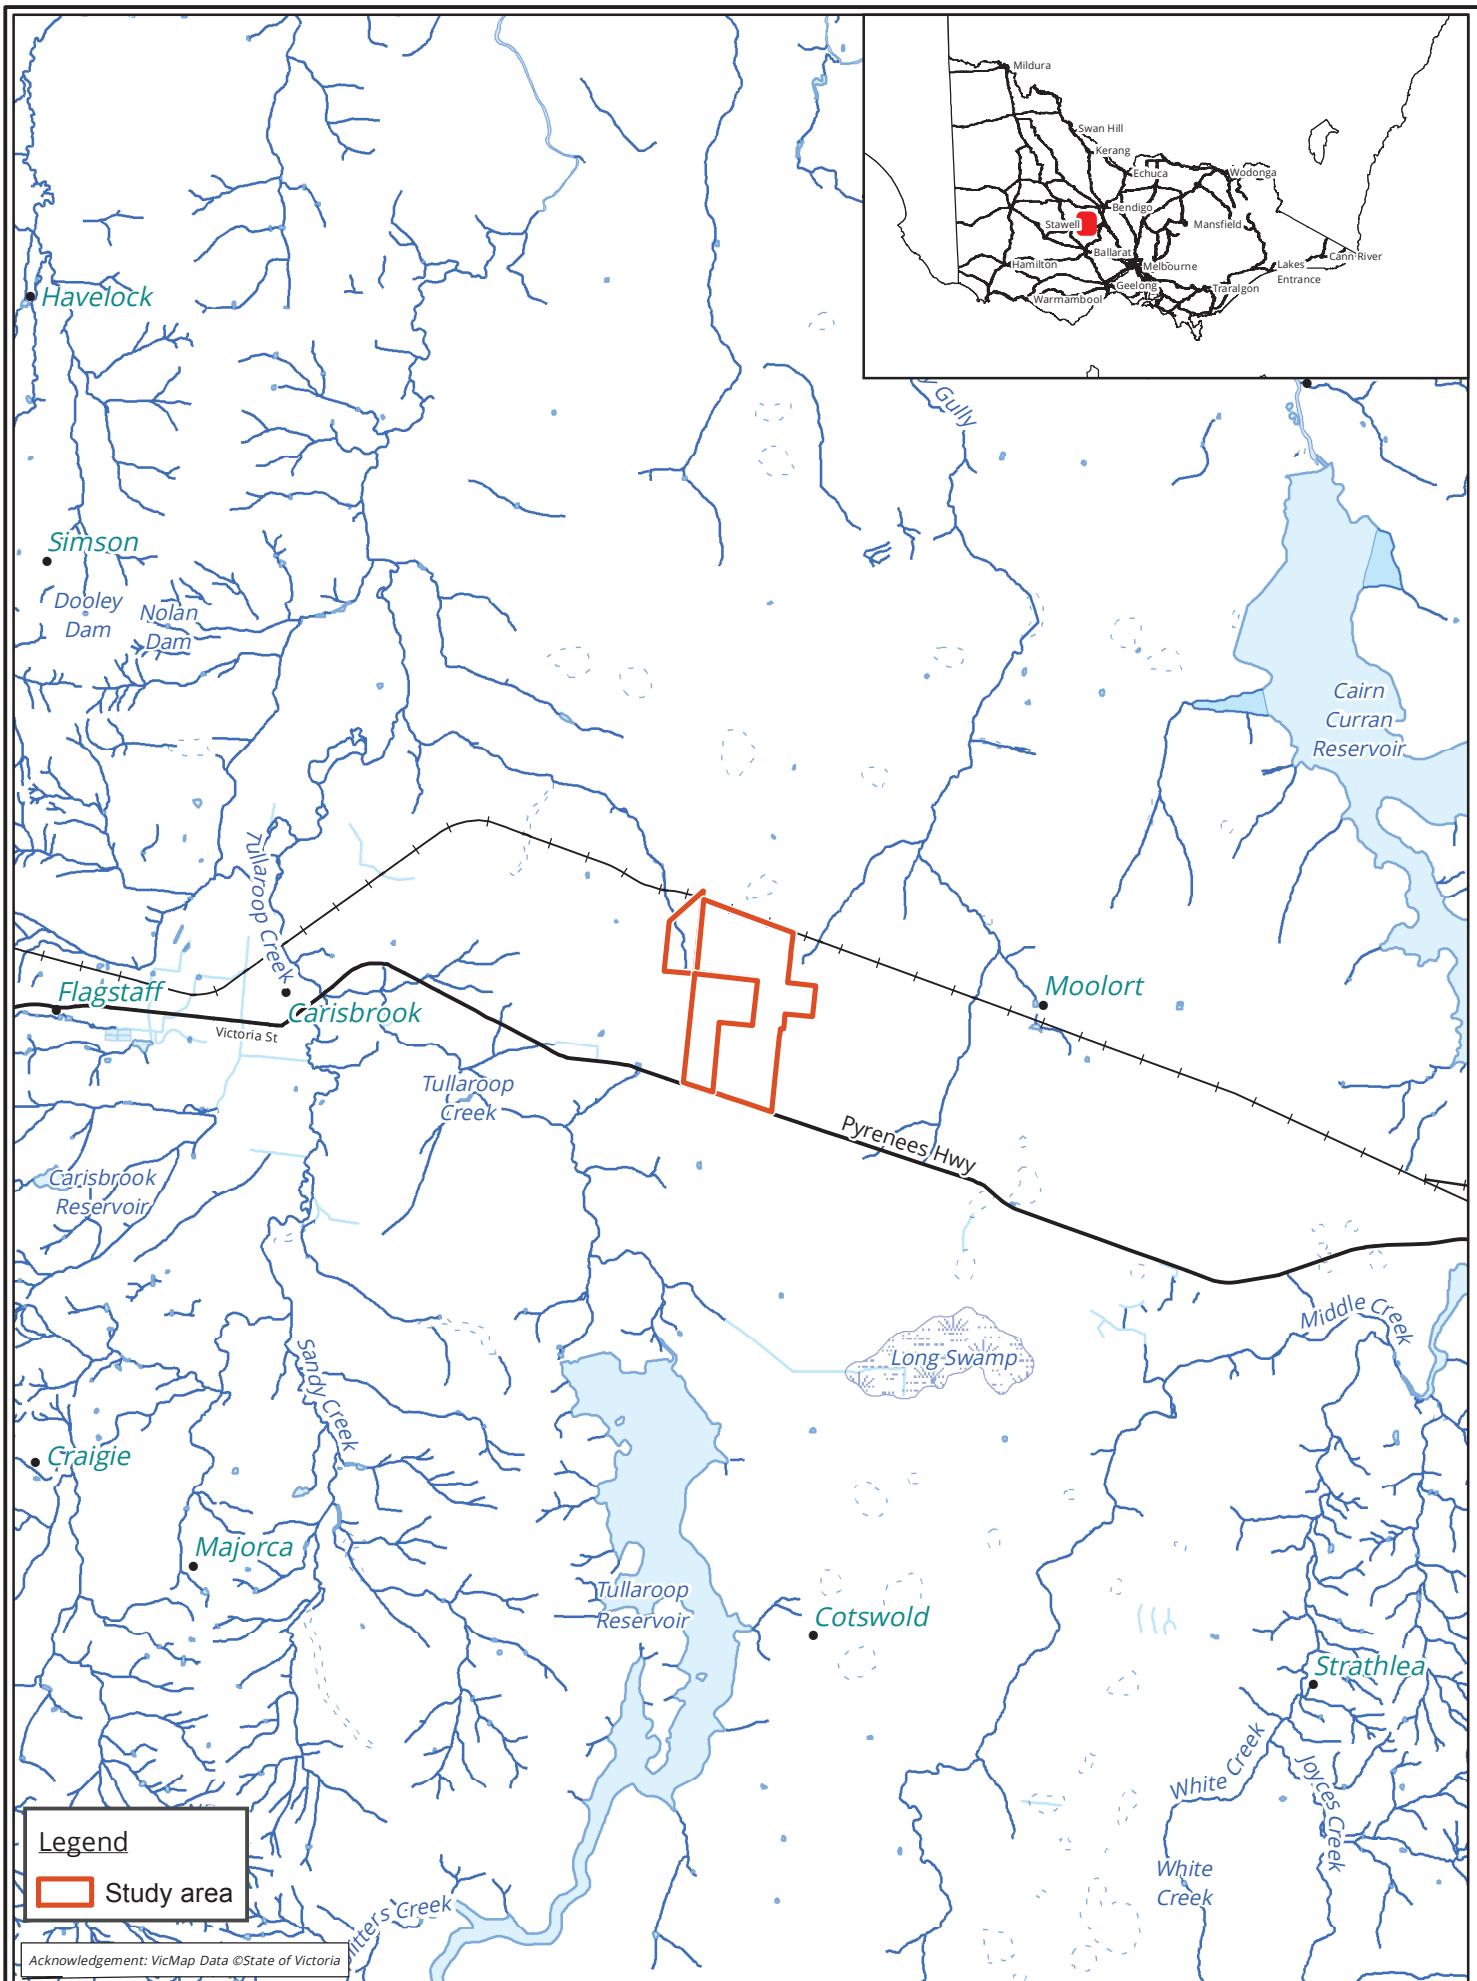 Mildura
Swan Hill
Kerang
Echuca
Wodonga
Bendigo
Stawell
Mansfield
Ballarat
Hamilton
Melbourne
Lakes
Entrance
Cann River
Geelong
Traralgon
Warrnambool
Havelock
y Gully
Simson
Dooley
Dam
Nolan
Dam
Cairn
Curran
Reservoir
Tullaroop Creek
Flagstaff
Carisbrook
Moolort
Victoria St
Tullaroop
Creek
Pyrenees Hwy
Carisbrook
Reservoir
Middle Creek
Sandy Creek
Long Swamp
Craigie
Majorca
Tullaroop
Reservoir
Cotswold
Strathlea
White Creek
Joyces Creek
White
Creek
Legend
Study area
litters Creek
Acknowledgement: VicMap Data ©State of Victoria